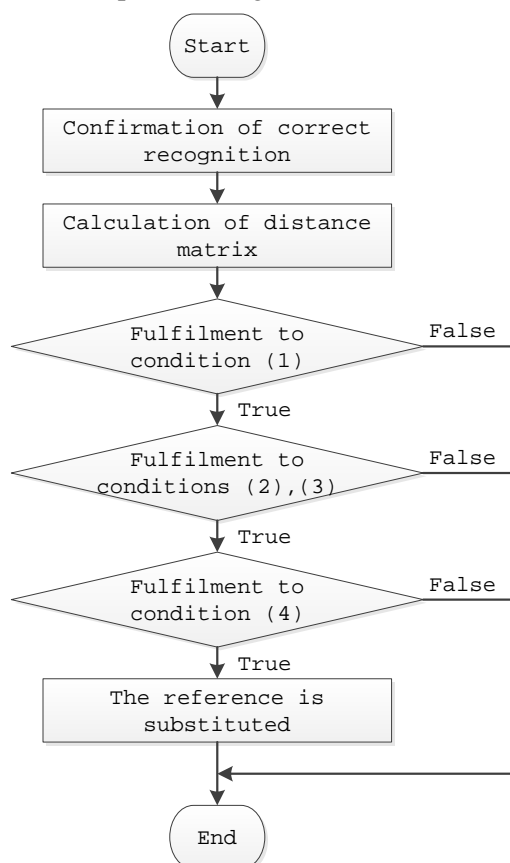 Start
Confirmation of correct
recognition
Calculation of distance
matrix
Fulfilment to
condition (1)
False
True
Fulfilment to
conditions (2),(3)
False
True
Fulfilment to
condition (4)
False
True
The reference is
substituted
End